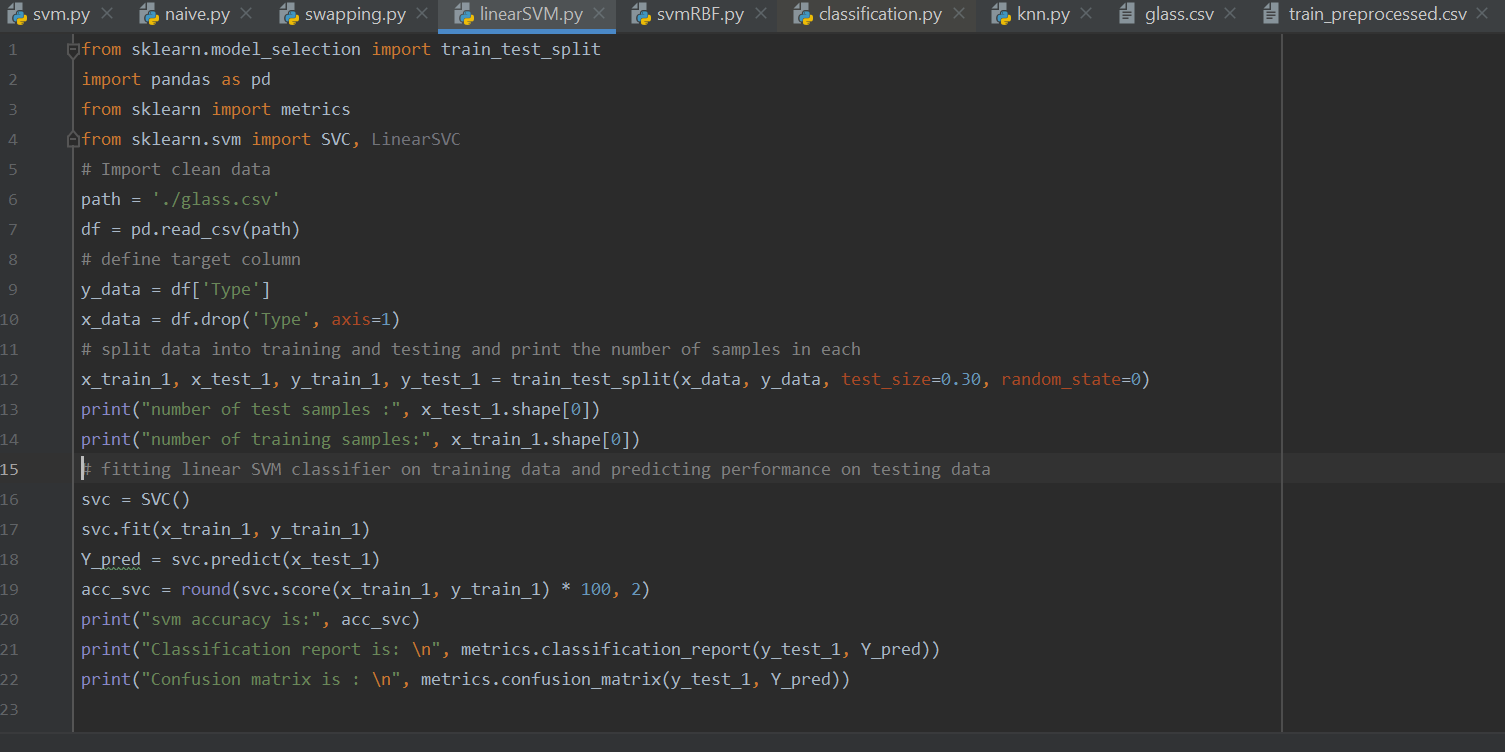 svm.py naive.py swapping.py linearSVM.py svmRBF.py classification.py knn.py glass.csv train_preprocessed.csv
1 from sklearn.model_selection import train_test_split
2 import pandas as pd
3 from sklearn import metrics
4 from sklearn.svm import SVC, LinearSVC
5 # Import clean data
6 path = './glass.csv'
7 df = pd.read_csv(path)
8 # define target column
9 y_data = df['Type']
10 x_data = df.drop('Type', axis=1)
11 # split data into training and testing and print the number of samples in each
12 x_train_1, x_test_1, y_train_1, y_test_1 = train_test_split(x_data, y_data, test_size=0.30, random_state=0)
13 print("number of test samples :", x_test_1.shape[0])
14 print("number of training samples:", x_train_1.shape[0])
15 # fitting linear SVM classifier on training data and predicting performance on testing data
16 svc = SVC()
17 svc.fit(x_train_1, y_train_1)
18 Y_pred = svc.predict(x_test_1)
19 acc_svc = round(svc.score(x_train_1, y_train_1) * 100, 2)
20 print("svm accuracy is:", acc_svc)
21 print("Classification report is: \n", metrics.classification_report(y_test_1, Y_pred))
22 print("Confusion matrix is : \n", metrics.confusion_matrix(y_test_1, Y_pred))
23